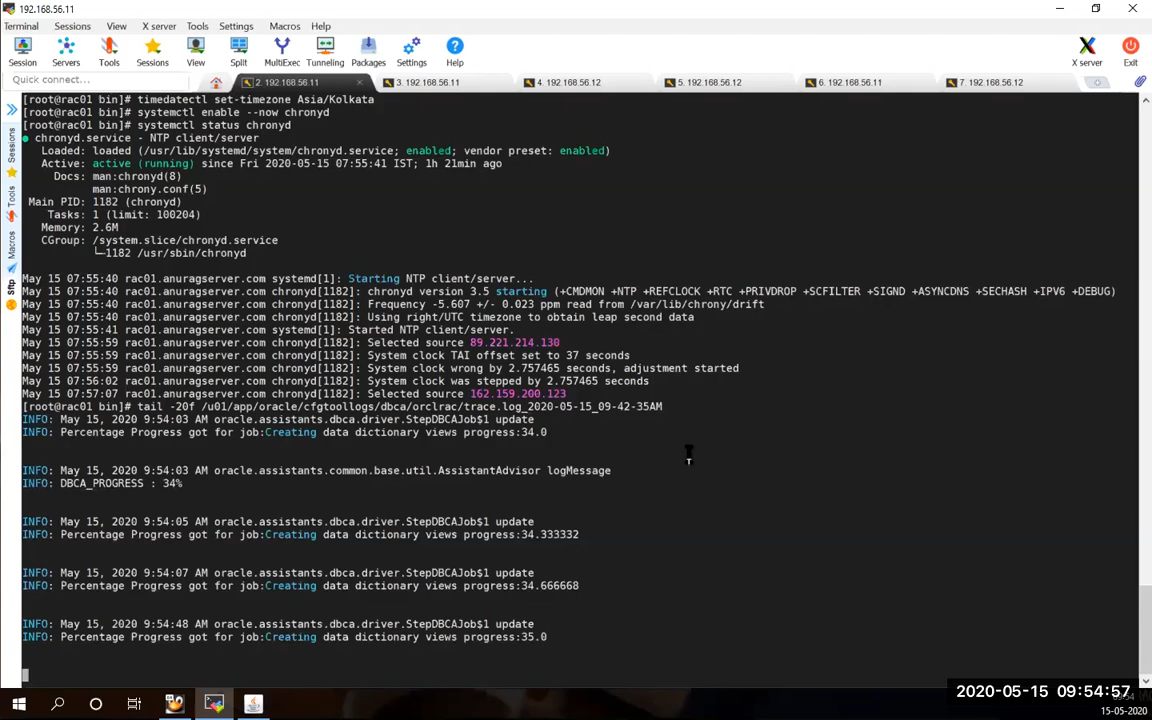 192.168.56.11
Terminal Sessions View X server Tools Settings Macros Help
Session Servers Tools Sessions View Split MultiExec Tunneling Packages Settings Help X server Exit
Quick connect... 2. 192.168.56.11 3. 192.168.56.11 4. 192.168.56.12 5. 192.168.56.12 6. 192.168.56.11 7. 192.168.56.12
Sessions
Tools
Macros
Sftp
[root@rac01 bin]# timedatectl set-timezone Asia/Kolkata
[root@rac01 bin]# systemctl enable --now chronyd
[root@rac01 bin]# systemctl status chronyd
● chronyd.service - NTP client/server
Loaded: loaded (/usr/lib/systemd/system/chronyd.service; enabled; vendor preset: enabled)
Active: active (running) since Fri 2020-05-15 07:55:41 IST; 1h 21min ago
Docs: man:chronyd(8)
man:chrony.conf(5)
Main PID: 1182 (chronyd)
Tasks: 1 (limit: 100204)
Memory: 2.6M
CGroup: /system.slice/chronyd.service
└─1182 /usr/sbin/chronyd
May 15 07:55:40 rac01.anuragserver.com systemd[1]: Starting NTP client/server...
May 15 07:55:40 rac01.anuragserver.com chronyd[1182]: chronyd version 3.5 starting (+CMDMON +NTP +REFCLOCK +RTC +PRIVDROP +SCFILTER +SIGND +ASYNCDNS +SECHASH +IPV6 +DEBUG)
May 15 07:55:40 rac01.anuragserver.com chronyd[1182]: Frequency -5.607 +/- 0.023 ppm read from /var/lib/chrony/drift
May 15 07:55:40 rac01.anuragserver.com chronyd[1182]: Using right/UTC timezone to obtain leap second data
May 15 07:55:41 rac01.anuragserver.com systemd[1]: Started NTP client/server.
May 15 07:55:59 rac01.anuragserver.com chronyd[1182]: Selected source 89.221.214.130
May 15 07:55:59 rac01.anuragserver.com chronyd[1182]: System clock TAI offset set to 37 seconds
May 15 07:55:59 rac01.anuragserver.com chronyd[1182]: System clock wrong by 2.757465 seconds, adjustment started
May 15 07:56:02 rac01.anuragserver.com chronyd[1182]: System clock was stepped by 2.757465 seconds
May 15 07:57:07 rac01.anuragserver.com chronyd[1182]: Selected source 162.159.200.123
[root@rac01 bin]# tail -20f /u01/app/oracle/cfgtoollogs/dbca/orclrac/trace.log_2020-05-15_09-42-35AM
INFO: May 15, 2020 9:54:03 AM oracle.assistants.dbca.driver.StepDBCAJob$1 update
INFO: Percentage Progress got for job:Creating data dictionary views progress:34.0
INFO: May 15, 2020 9:54:03 AM oracle.assistants.common.base.util.AssistantAdvisor logMessage
INFO: DBCA_PROGRESS : 34%
INFO: May 15, 2020 9:54:05 AM oracle.assistants.dbca.driver.StepDBCAJob$1 update
INFO: Percentage Progress got for job:Creating data dictionary views progress:34.333332
INFO: May 15, 2020 9:54:07 AM oracle.assistants.dbca.driver.StepDBCAJob$1 update
INFO: Percentage Progress got for job:Creating data dictionary views progress:34.666668
INFO: May 15, 2020 9:54:48 AM oracle.assistants.dbca.driver.StepDBCAJob$1 update
INFO: Percentage Progress got for job:Creating data dictionary views progress:35.0
2020-05-15 09:54:57
15-05-2020